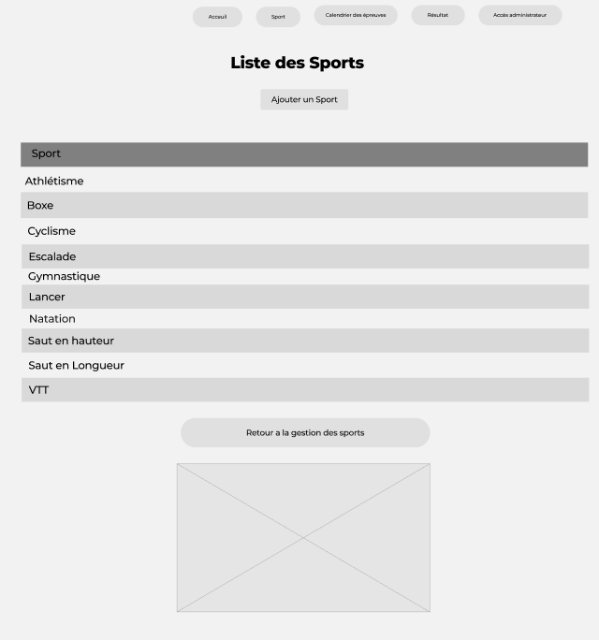 Acceuil
Sport
Calendrier des épreuves
Résultat
Accès administrateur
Liste des Sports
Ajouter un Sport
Sport
Athlétisme
Boxe
Cyclisme
Escalade
Gymnastique
Lancer
Natation
Saut en hauteur
Saut en Longueur
VTT
Retour a la gestion des sports